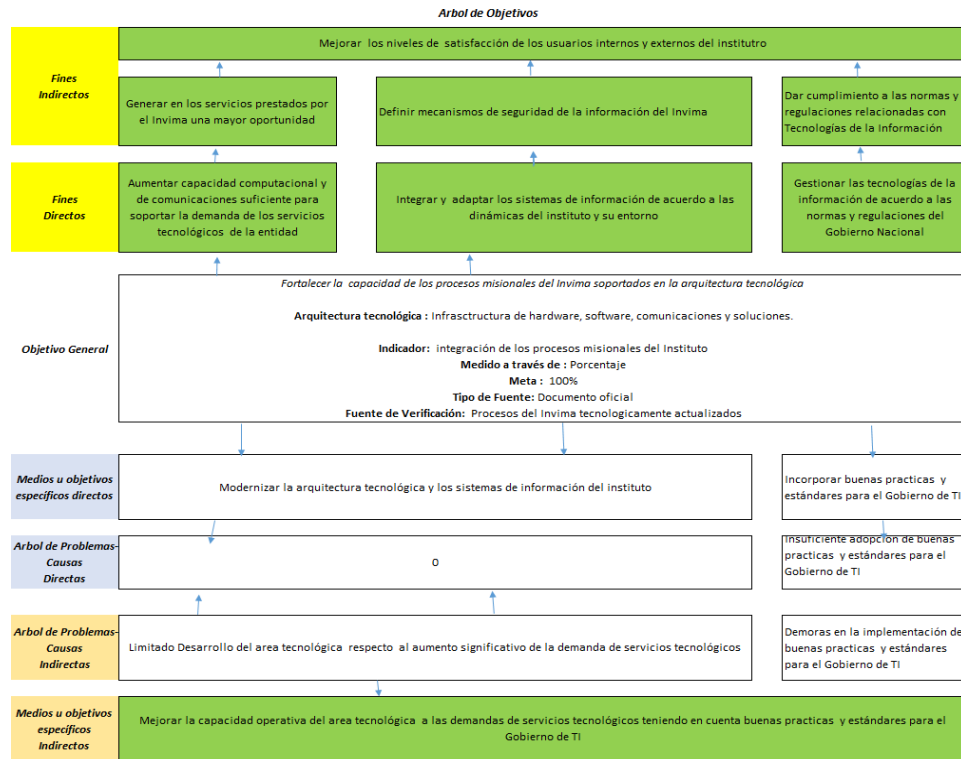 Arbol de Objetivos
Fines
Indirectos
Mejorar los niveles de satisfacción de los usuarios internos y externos del institutro
Generar en los servicios prestados por
el Invima una mayor oportunidad
Definir mecanismos de seguridad de la información del Invima
Dar cumplimiento a las normas y
regulaciones relacionadas con
Tecnologías de la Información
Fines
Directos
Aumentar capacidad computacional y
de comunicaciones suficiente para
soportar la demanda de los servicios
tecnológicos de la entidad
Integrar y adaptar los sistemas de información de acuerdo a las
dinámicas del instituto y su entorno
Gestionar las tecnologías de la
información de acuerdo a las
normas y regulaciones del
Gobierno Nacional
Objetivo General
Fortalecer la capacidad de los procesos misionales del Invima soportados en la arquitectura tecnológica
Arquitectura tecnológica : Infrasctructura de hardware, software, comunicaciones y soluciones.
Indicador: integración de los procesos misionales del Instituto
Medido a través de : Porcentaje
Meta : 100%
Tipo de Fuente: Documento oficial
Fuente de Verificación: Procesos del Invima tecnologicamente actualizados
Medios u objetivos
específicos directos
Modernizar la arquitectura tecnológica y los sistemas de información del instituto
Incorporar buenas practicas y
estándares para el Gobierno de TI
Arbol de Problemas-
Causas
Directas
0
Insuficiente adopción de buenas
practicas y estándares para el
Gobierno de TI
Arbol de Problemas-
Causas
Indirectas
Limitado Desarrollo del area tecnológica respecto al aumento significativo de la demanda de servicios tecnológicos
Demoras en la implementación de
buenas practicas y estándares
para el Gobierno de TI
Medios u objetivos
específicos
Indirectos
Mejorar la capacidad operativa del area tecnológica a las demandas de servicios tecnológicos teniendo en cuenta buenas practicas y estándares para el
Gobierno de TI